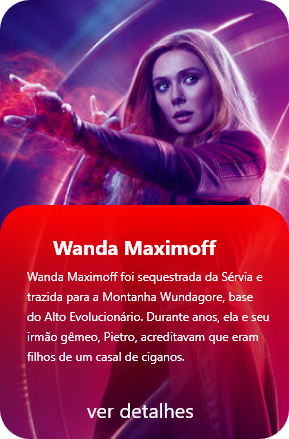 Wanda Maximoff
Wanda Maximoff foi sequestrada da Sérvia e
trazida para a Montanha Wundagore, base
do Alto Evolucionário. Durante anos, ela e seu
irmão gêmeo, Pietro, acreditavam que eram
filhos de um casal de ciganos.
ver detalhes